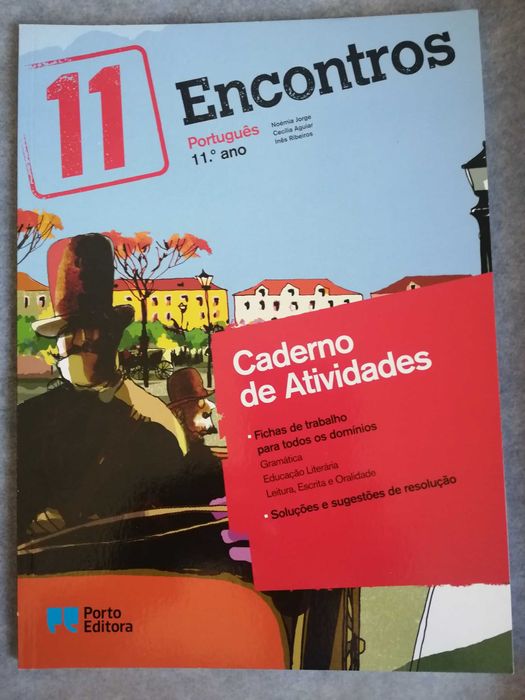 11
Encontros
Português
11.º ano
Noémia Jorge
Cecília Aguiar
Inês Ribeiros
Caderno
de Atividades
• Fichas de trabalho
para todos os domínios
Gramática
Educação Literária
Leitura, Escrita e Oralidade
• Soluções e sugestões de resolução
Porto
Editora